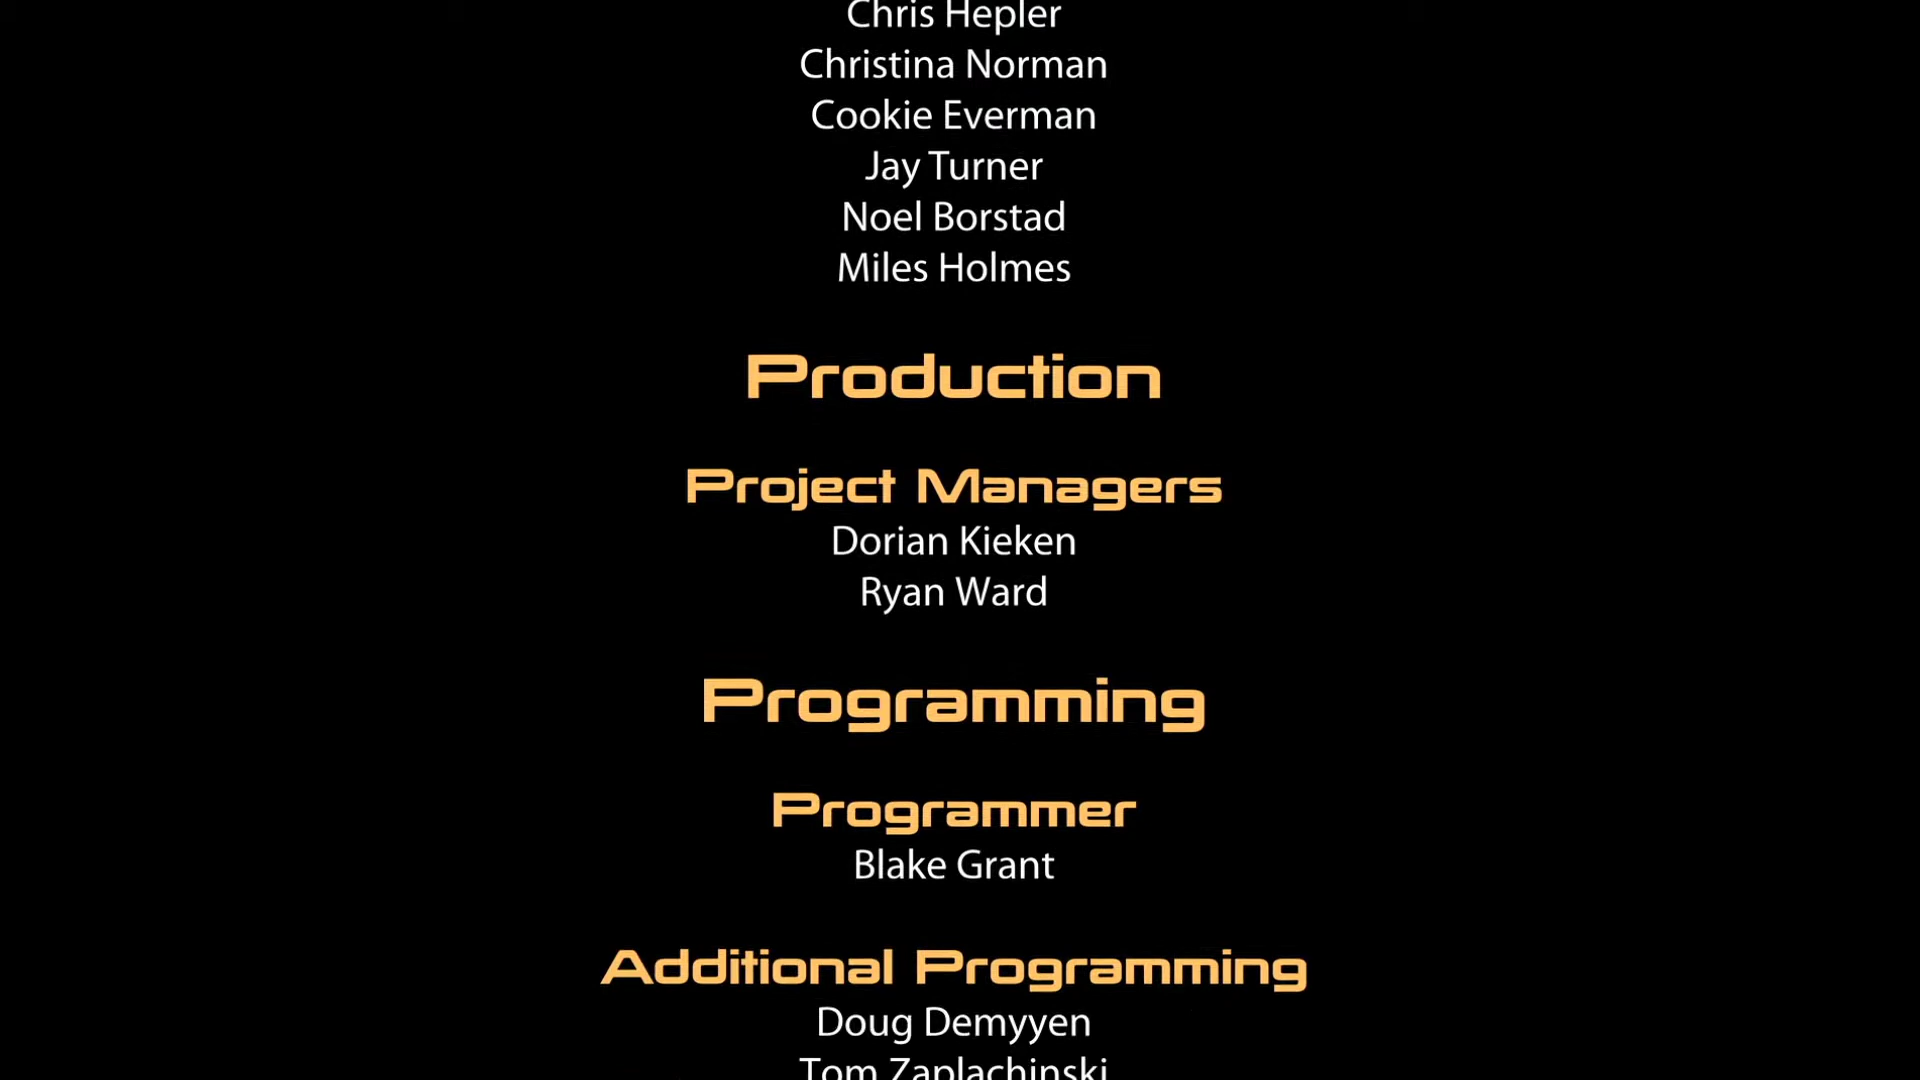 Chris Hepler
Christina Norman
Cookie Everman
Jay Turner
Noel Borstad
Miles Holmes
Production
Project Managers
Dorian Kieken
Ryan Ward
Programming
Programmer
Blake Grant
Additional Programming
Doug Demyyen
Tom Zaplachinski